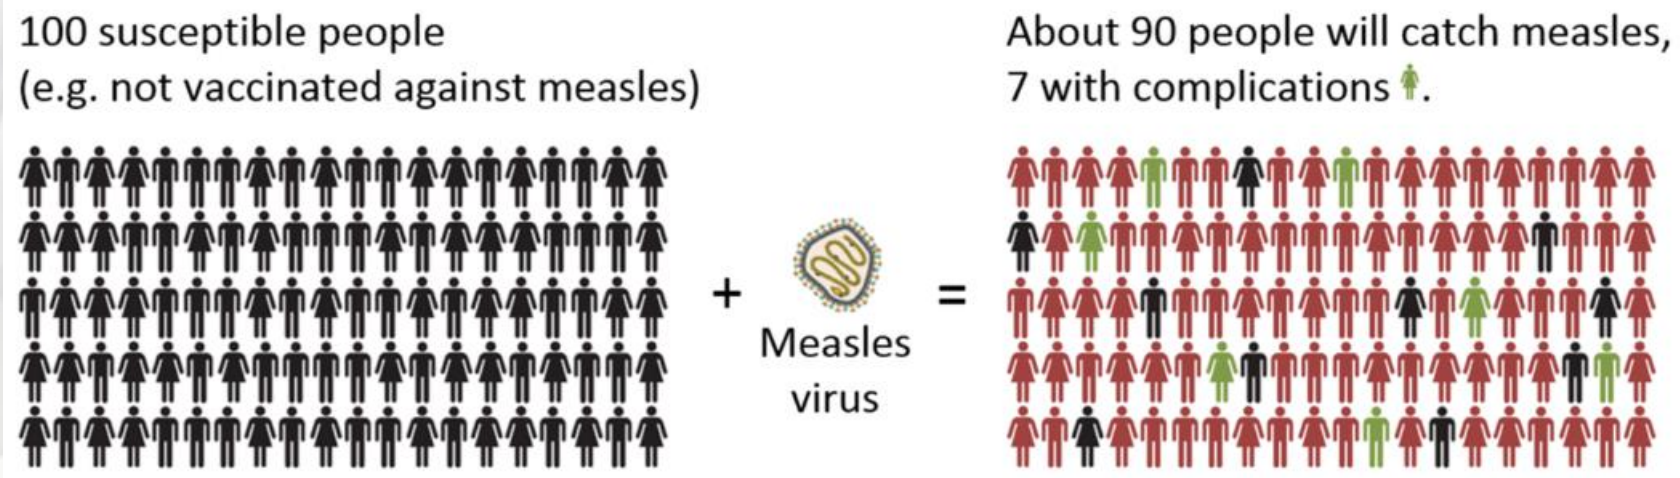 100 susceptible people
(e.g. not vaccinated against measles)
About 90 people will catch measles,
7 with complications .
+
Measles
virus
=